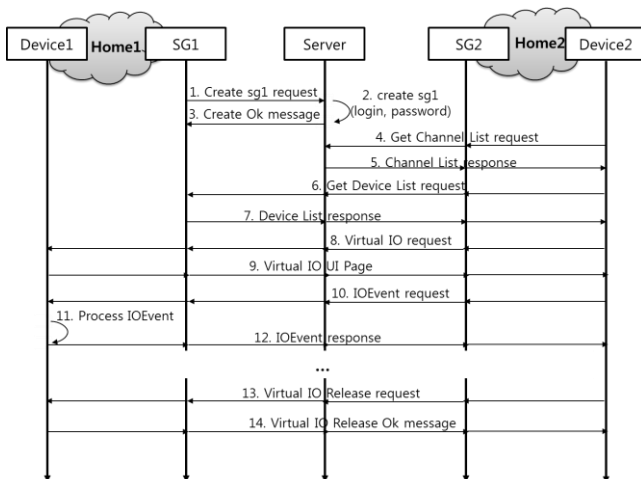 Device1
Home1
SG1
Server
SG2
Home2
Device2
1. Create sg1 request
2. create sg1
(login, password)
3. Create Ok message
4. Get Channel List request
5. Channel List response
6. Get Device List request
7. Device List response
8. Virtual IO request
9. Virtual IO UI Page
10. IOEvent request
11. Process IOEvent
12. IOEvent response
...
13. Virtual IO Release request
14. Virtual IO Release Ok message